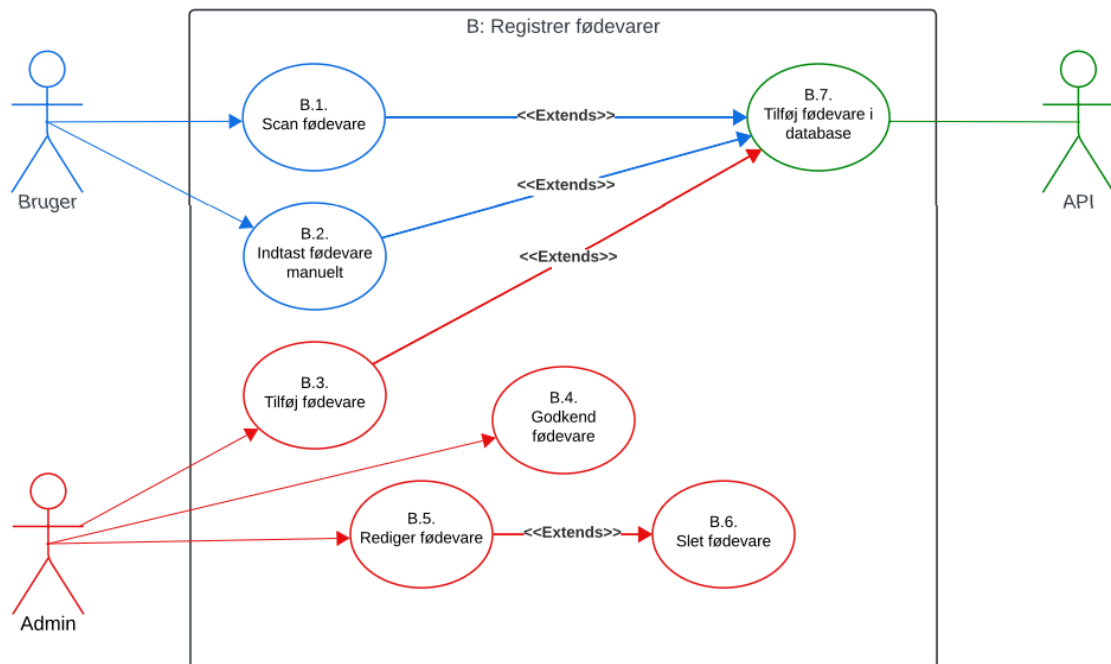 B: Registrer fødevarer
B.1.
Scan fødevare
<<Extends>>
B.7.
Tilføj fødevare i
database
Bruger
API
<<Extends>>
B.2.
Indtast fødevare
manuelt
<<Extends>>
B.3.
Tilføj fødevare
B.4.
Godkend
fødevare
B.5.
Rediger fødevare
<<Extends>>
B.6.
Slet fødevare
Admin